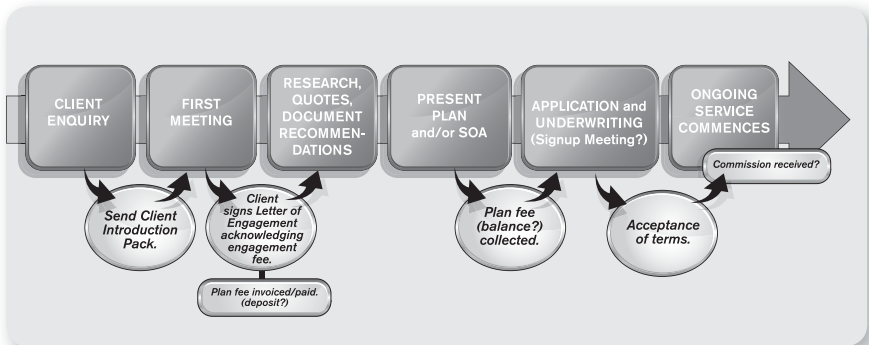 CLIENT
ENQUIRY
FIRST
MEETING
RESEARCH,
QUOTES,
DOCUMENT
RECOMMEN-
DATIONS
PRESENT
PLAN
and/or SOA
APPLICATION and
UNDERWRITING
(Signup Meeting?)
ONGOING
SERVICE
COMMENCES
Commission received?
Send Client
Introduction
Pack.
Client
signs Letter of
Engagement
acknowledging
engagement
fee.
Plan fee invoiced/paid.
(deposit?)
Plan fee
(balance?)
collected.
Acceptance
of terms.